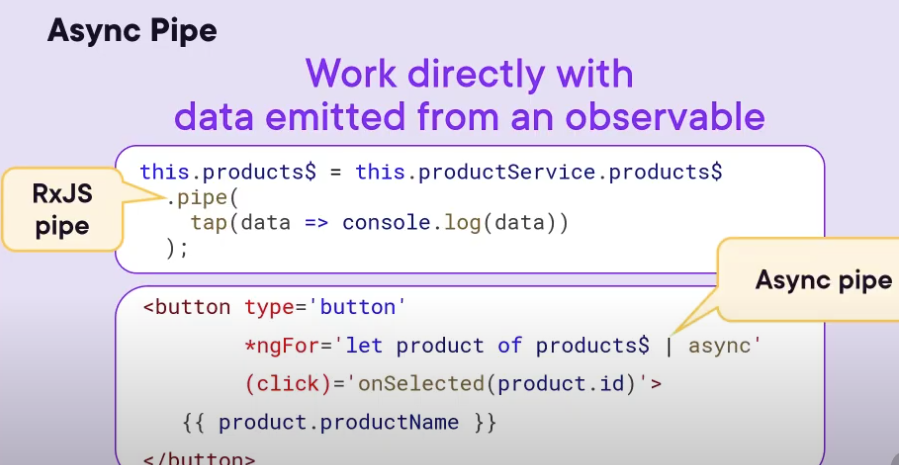 Async Pipe
Work directly with
data emitted from an observable
this.products$ = this.productService.products$
RxJS
pipe
.pipe(
tap(data => console.log(data))
);
Async pipe
<button type='button'
*ngFor='let product of products$ | async'
(click)='onSelected(product.id)'>
{{ product.productName }}
</button>